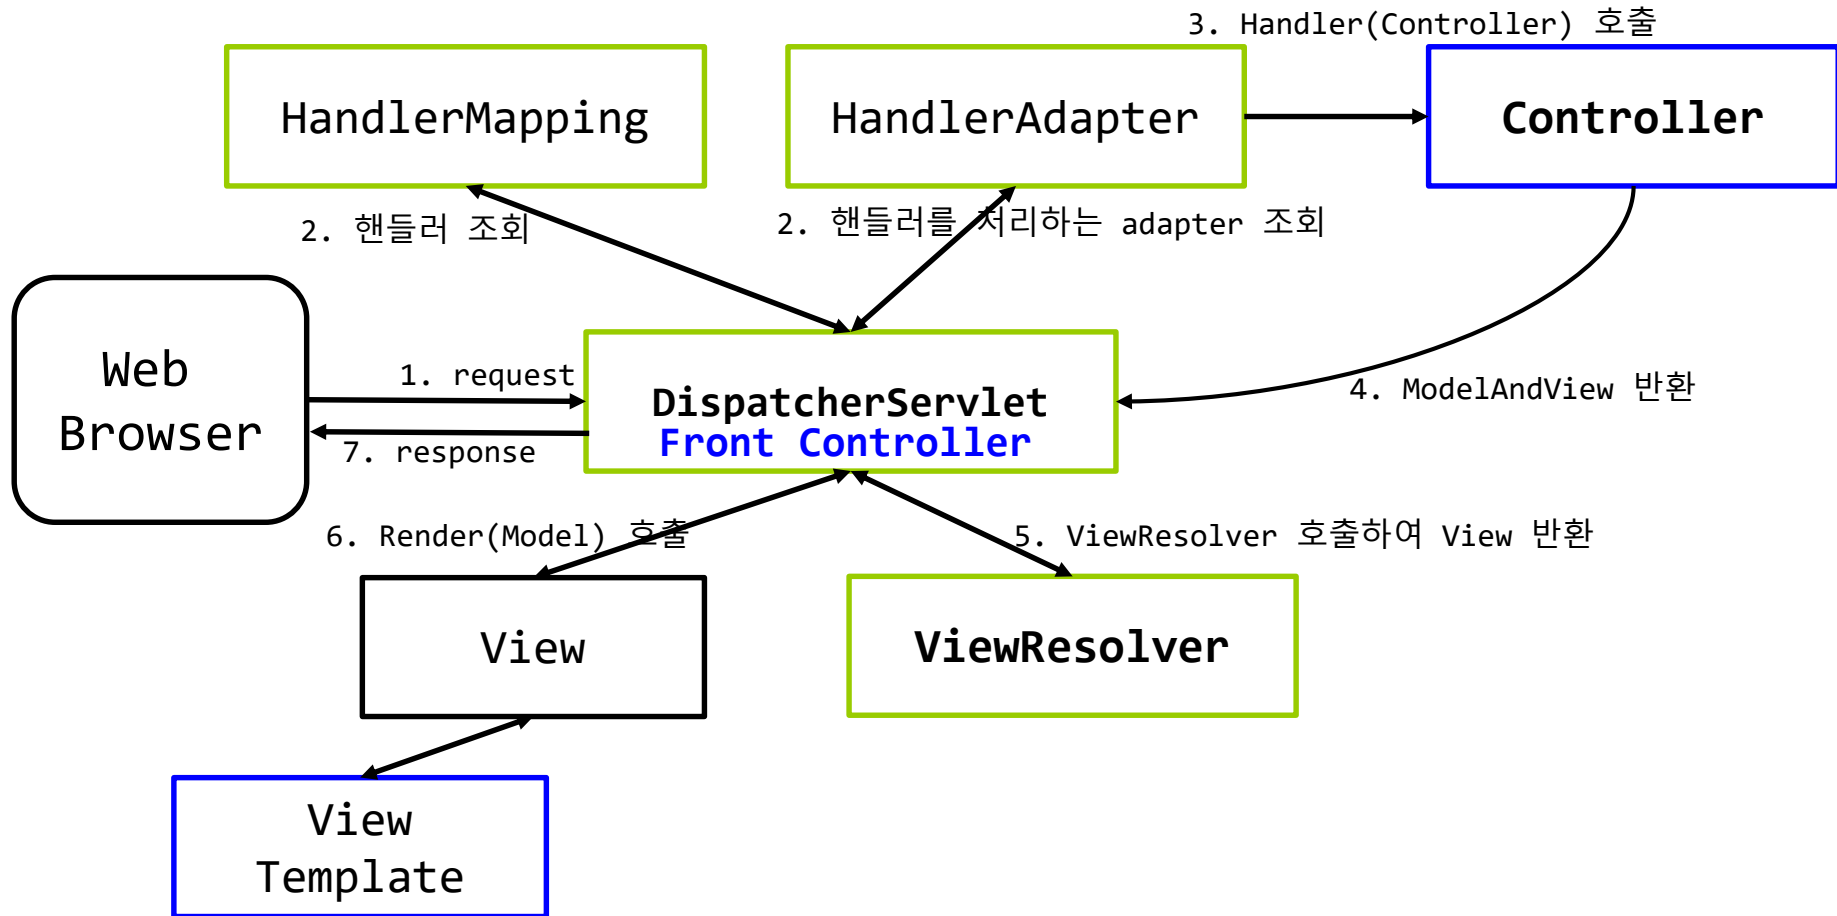 3. Handler(Controller) 호출
HandlerMapping
HandlerAdapter
Controller
2. 핸들러 조회
2. 핸들러를 처리하는 adapter 조회
Web
Browser
1. request
DispatcherServlet
Front Controller
4. ModelAndView 반환
7. response
6. Render(Model) 호출
5. ViewResolver 호출하여 View 반환
View
ViewResolver
View
Template